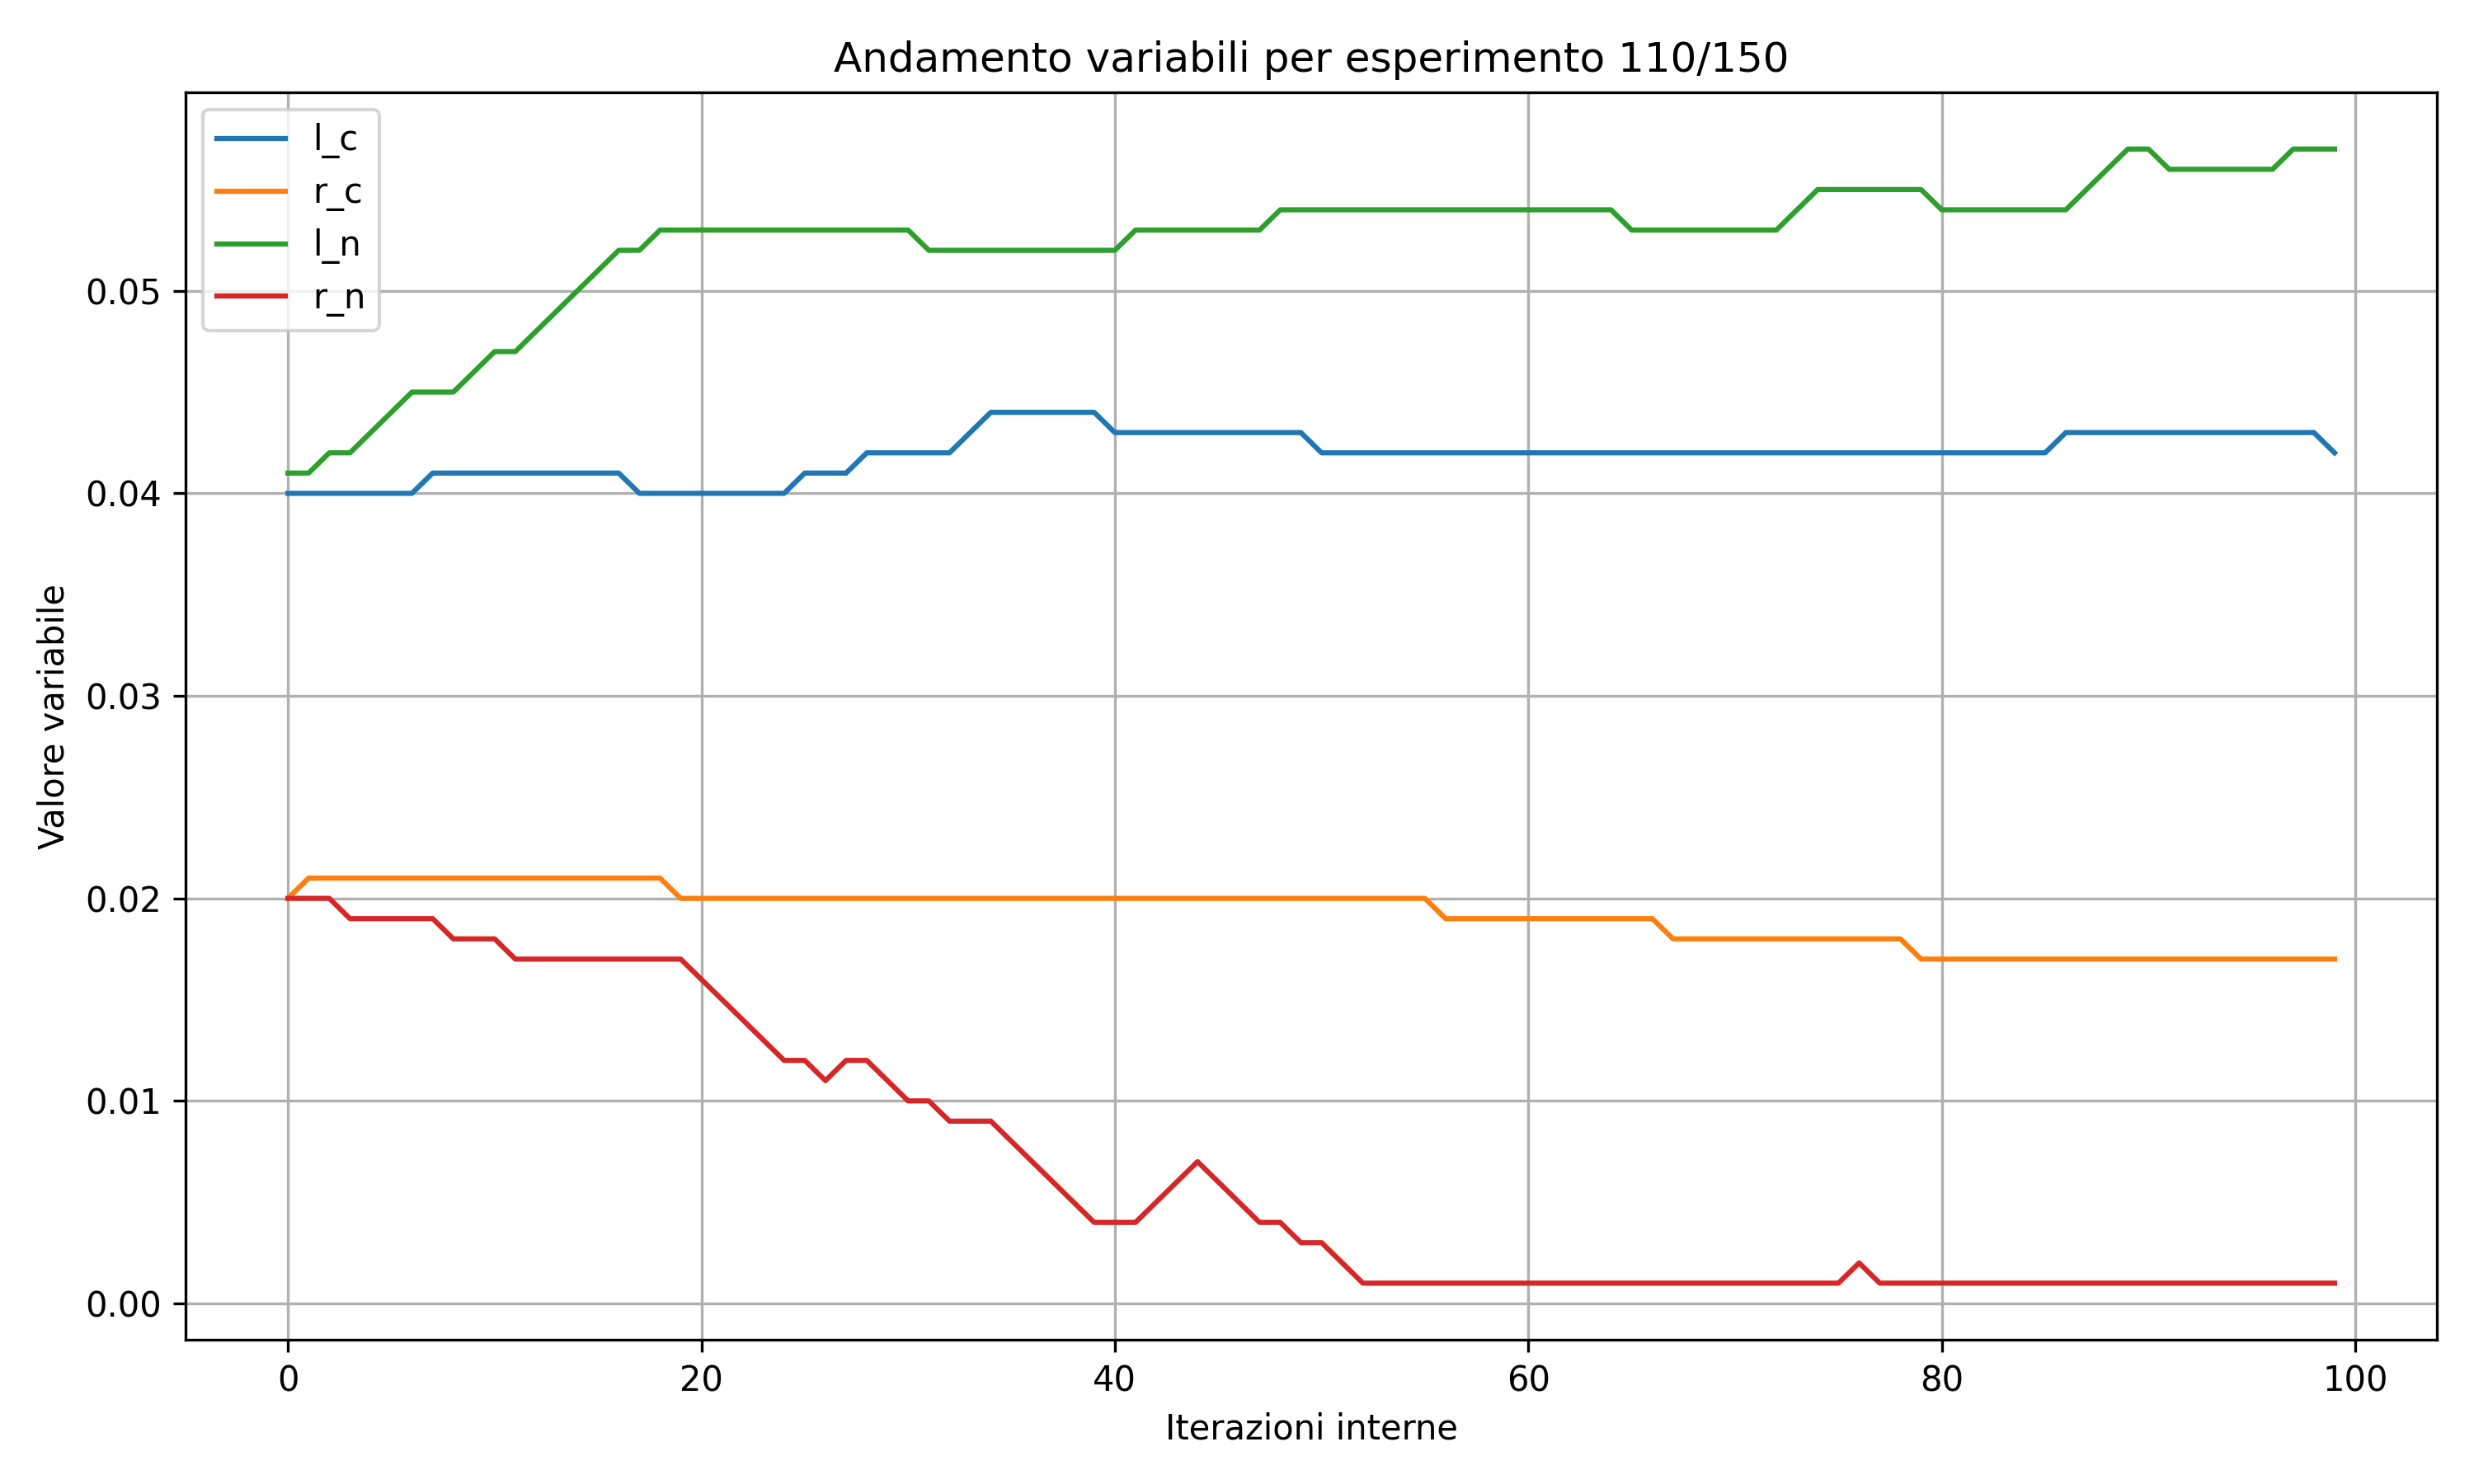 Andamento variabili per esperimento 110/150
l_c
r_c
l_n
r_n
Valore variabile
0.05
0.04
0.03
0.02
0.01
0.00
0 20 40 60 80 100
Iterazioni interne